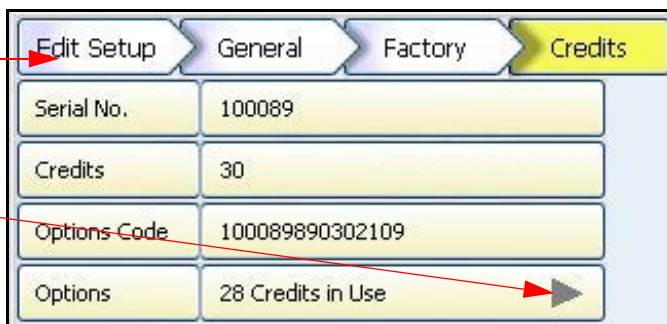 Edit Setup General Factory Credits
Serial No. 100089
Credits 30
Options Code 100089890302109
Options 28 Credits in Use